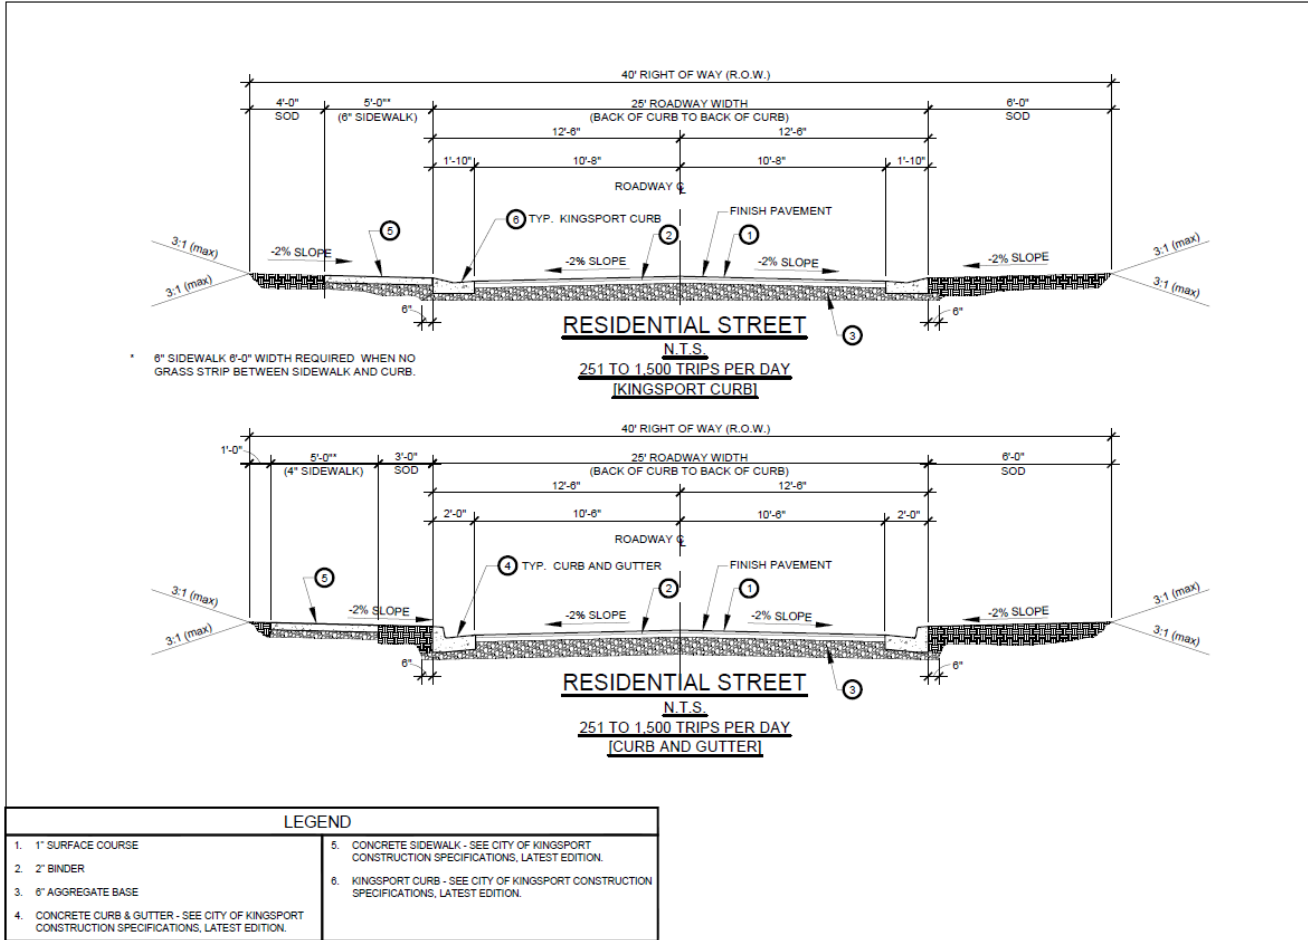 40' RIGHT OF WAY (R.O.W.)
4'-0"
SOD
5'-0"*
(6" SIDEWALK)
25' ROADWAY WIDTH
(BACK OF CURB TO BACK OF CURB)
6'-0"
SOD
12'-6"
12'-6"
1'-10"
10'-8"
10'-8"
1'-10"
ROADWAY ℄
6 TYP. KINGSPORT CURB
FINISH PAVEMENT
5
2
1
3:1 (max)
-2% SLOPE
-2% SLOPE
-2% SLOPE
-2% SLOPE
3:1 (max)
3:1 (max)
3:1 (max)
6"
6"
3
RESIDENTIAL STREET
N.T.S.
251 TO 1,500 TRIPS PER DAY
[KINGSPORT CURB]
* 6" SIDEWALK 6'-0" WIDTH REQUIRED WHEN NO
GRASS STRIP BETWEEN SIDEWALK AND CURB.
40' RIGHT OF WAY (R.O.W.)
1'-0"
5'-0"*
(4" SIDEWALK)
3'-0"
SOD
25' ROADWAY WIDTH
(BACK OF CURB TO BACK OF CURB)
6'-0"
SOD
12'-6"
12'-6"
2'-0"
10'-6"
10'-6"
2'-0"
ROADWAY ℄
4 TYP. CURB AND GUTTER
FINISH PAVEMENT
5
2
1
3:1 (max)
-2% SLOPE
-2% SLOPE
-2% SLOPE
-2% SLOPE
3:1 (max)
3:1 (max)
3:1 (max)
6"
6"
3
RESIDENTIAL STREET
N.T.S.
251 TO 1,500 TRIPS PER DAY
[CURB AND GUTTER]
LEGEND
1. 1" SURFACE COURSE
2. 2" BINDER
3. 6" AGGREGATE BASE
4. CONCRETE CURB & GUTTER - SEE CITY OF KINGSPORT
CONSTRUCTION SPECIFICATIONS, LATEST EDITION.
5. CONCRETE SIDEWALK - SEE CITY OF KINGSPORT
CONSTRUCTION SPECIFICATIONS, LATEST EDITION.
6. KINGSPORT CURB - SEE CITY OF KINGSPORT CONSTRUCTION
SPECIFICATIONS, LATEST EDITION.